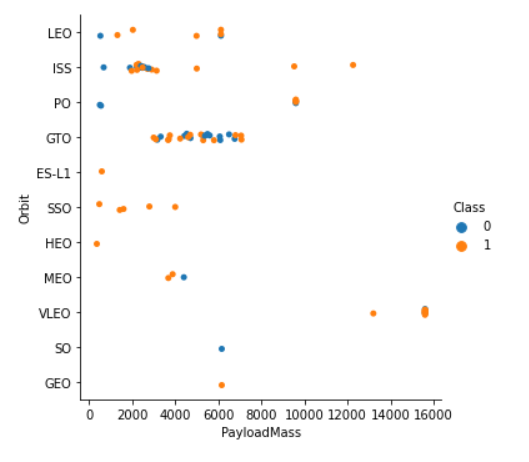 LEO
ISS
PO
GTO
ES-L1
SSO
HEO
MEO
VLEO
SO
GEO
Orbit
0 2000 4000 6000 8000 10000 12000 14000 16000
PayloadMass
Class
0
1